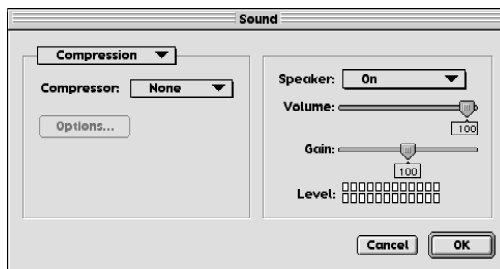 Sound
Compression
Compressor: None
Options...
Speaker: On
Volume:
100
Gain:
100
Level:
Cancel OK